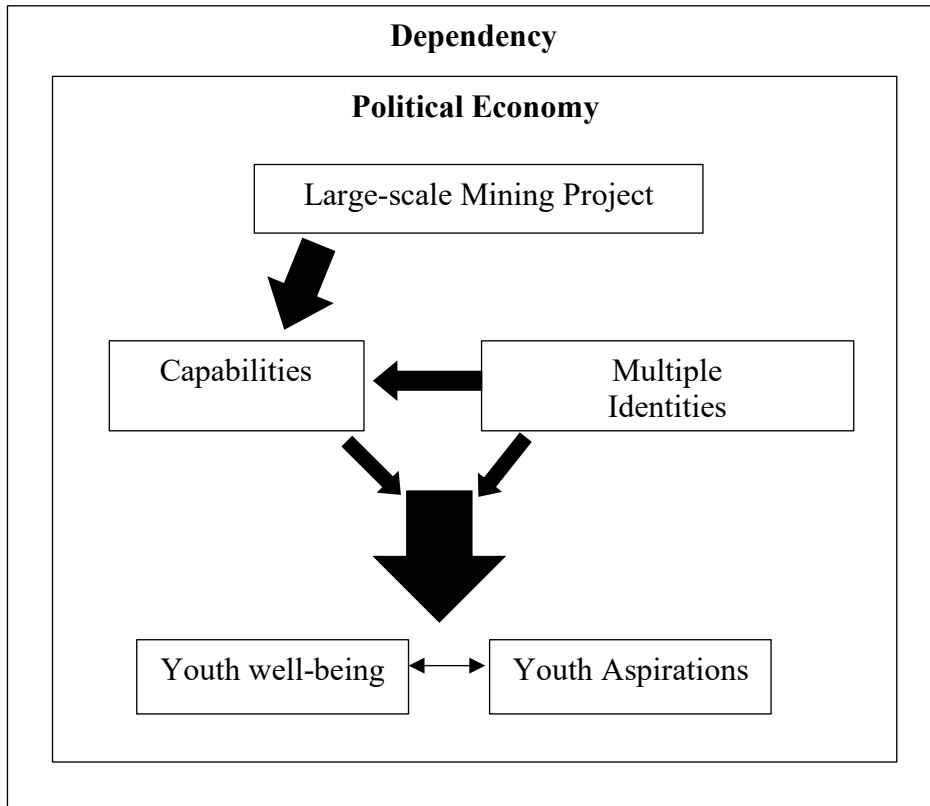 Dependency
Political Economy
Large-scale Mining Project
Capabilities
Multiple
Identities
Youth well-being
Youth Aspirations